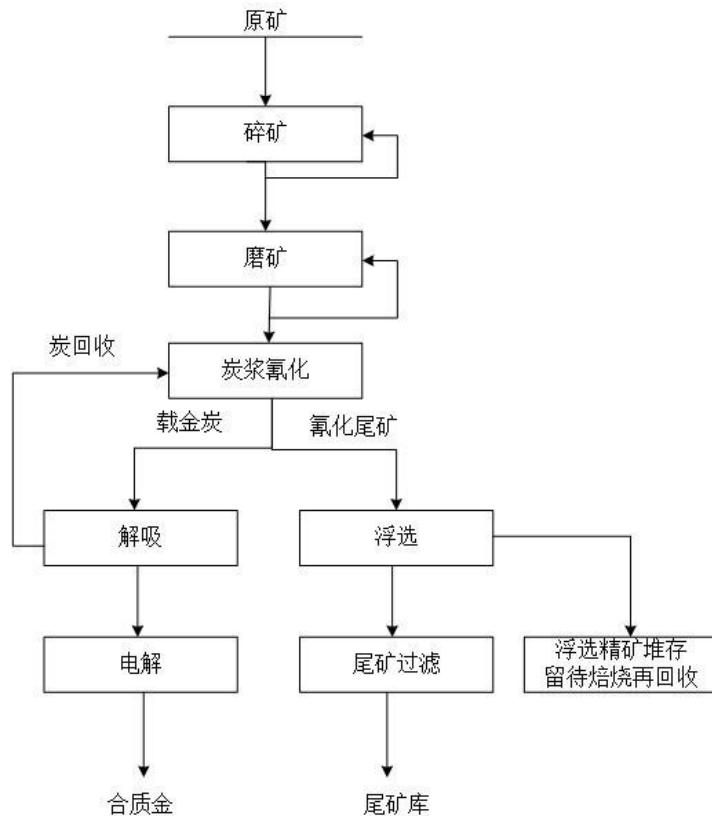 原矿
碎矿
磨矿
炭回收
炭浆氰化
载金炭
氰化尾矿
解吸
浮选
电解
尾矿过滤
浮选精矿堆存
留待焙烧再回收
合质金
尾矿库